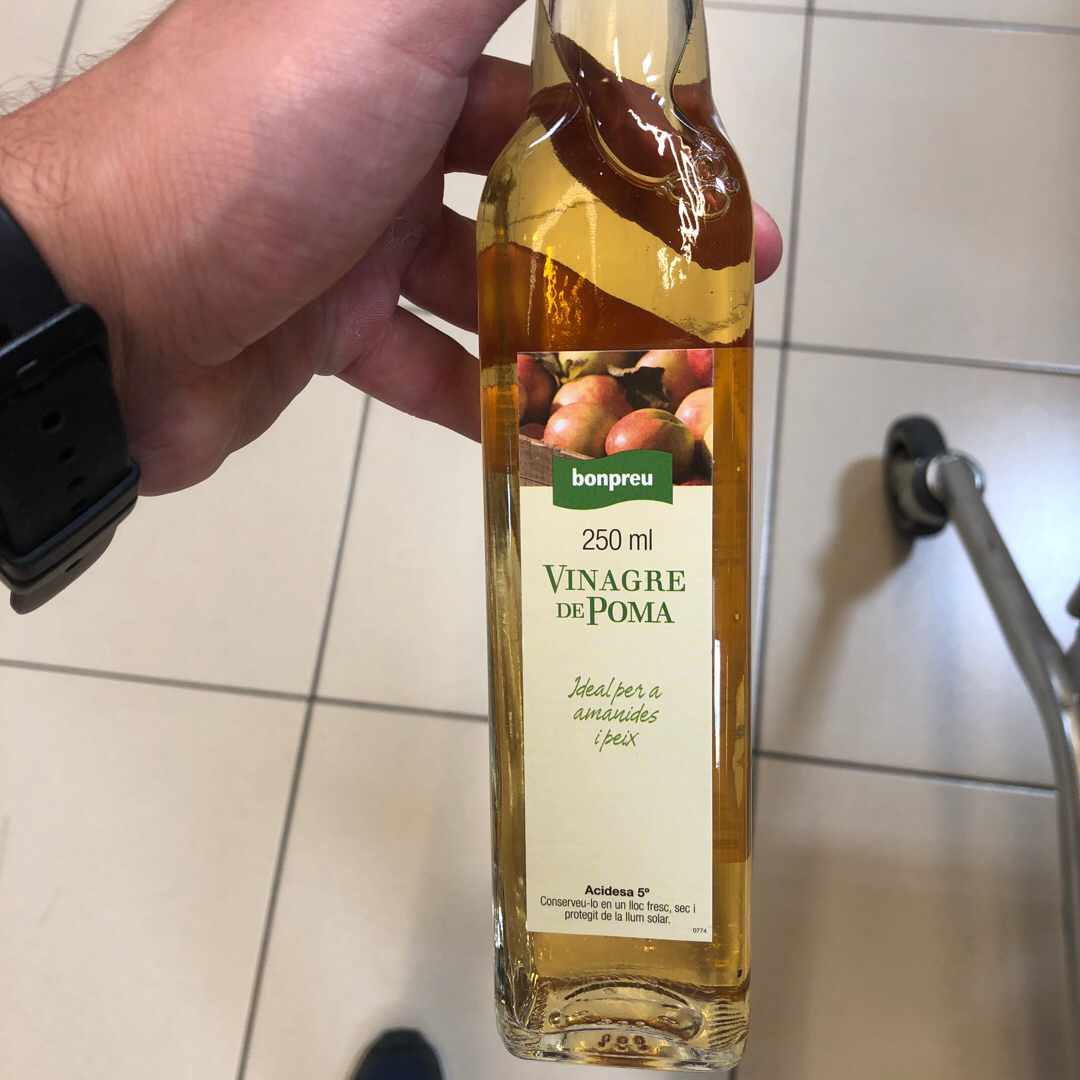 bonpreu
250 ml
VINAGRE
DE POMA
Ideal per a
amanides
i peix
Acidesa 5º
Conserveu-lo en un lloc fresc, sec i
protegit de la llum solar.
0774